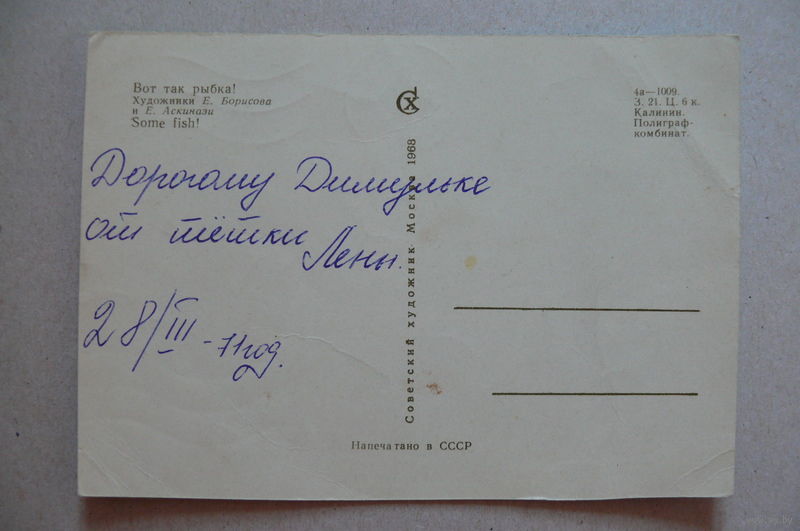 Вот так рыбка!
Художники Е. Борисова
и Е. Аскинази
Some fish!
Дорогому Димульке
от тётки
Лены.
28/III - 71 год.
СХ
Советский художник. Москва 1968
4а—1009.
З. 21. Ц. 6 к.
Калинин.
Полиграф-
комбинат.
Напечатано в СССР